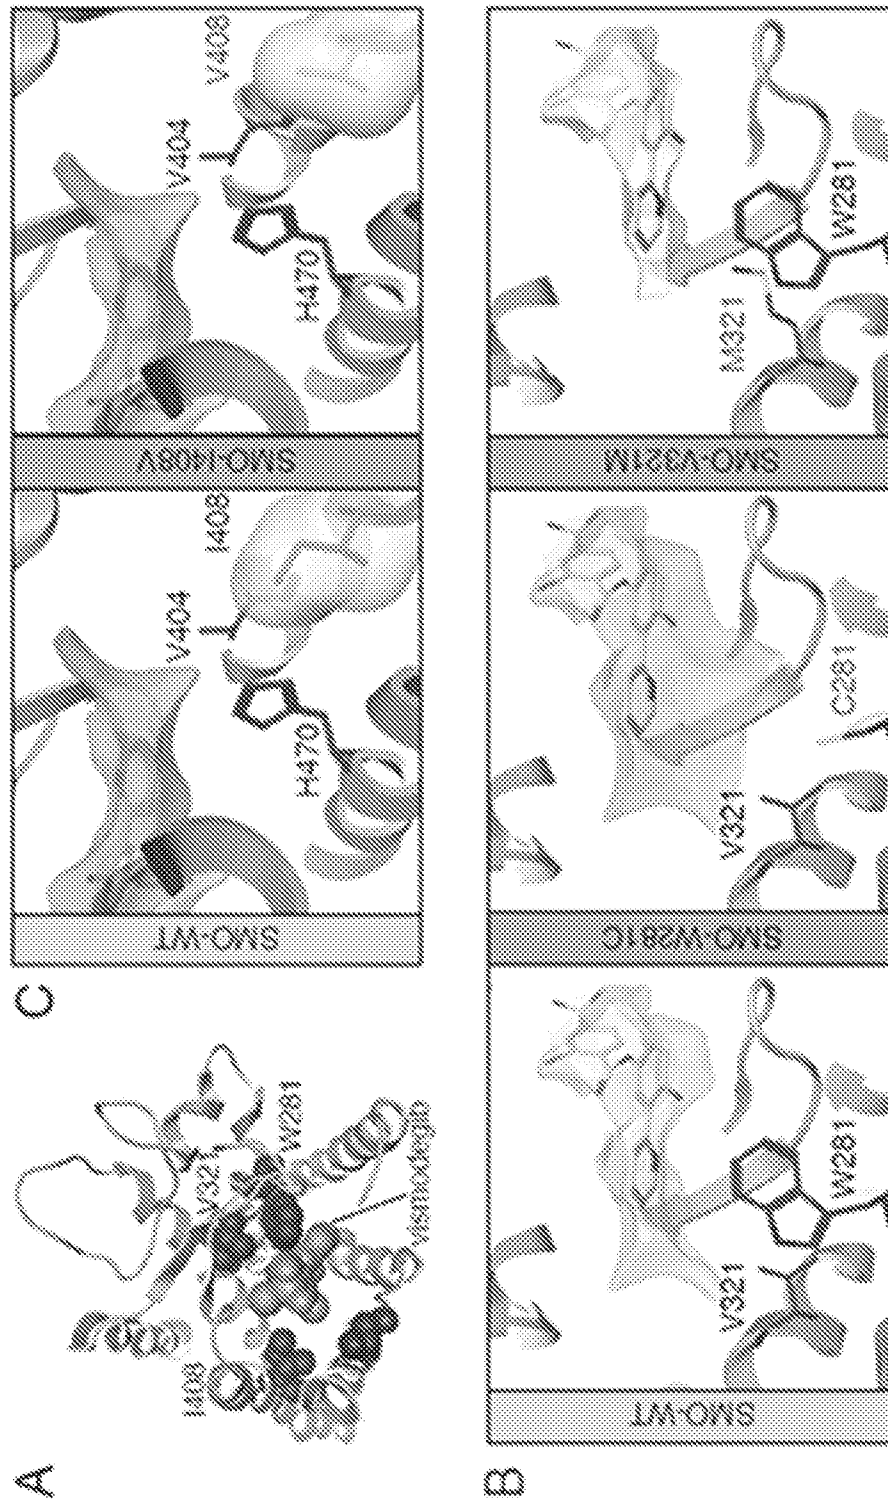 A
I408
V321
W281
vismodegib
C
SMO-WT
H470
V404
I408
SMO-I408V
H470
V404
V408
B
SMO-WT
V321
W281
SMO-W281C
V321
C281
SMO-V321M
M321
W281